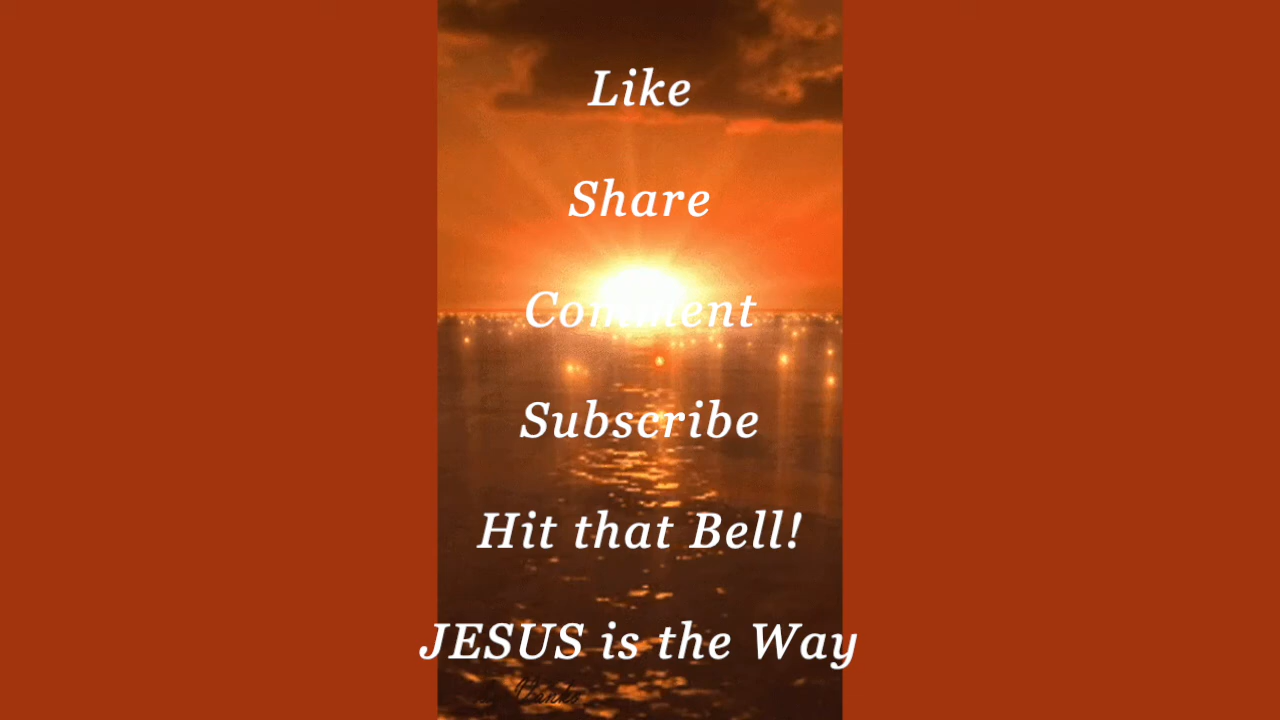 Like
Share
Comment
Subscribe
Hit that Bell!
JESUS is the Way